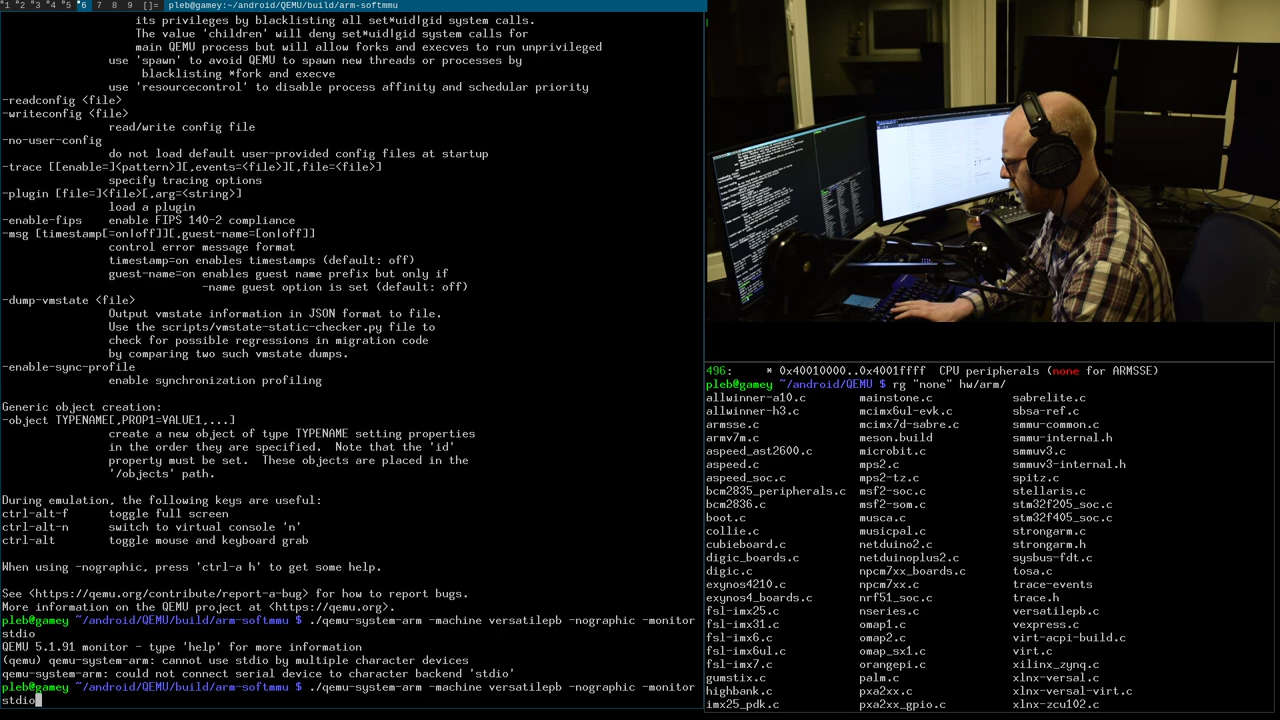 1 2 3 4 5 6 7 8 9 []= pleb@gamey:~/android/QEMU/build/arm-softmmu
its privileges by blacklisting all set*uid|gid system calls.
The value 'children' will deny set*uid|gid system calls for
main QEMU process but will allow forks and execves to run unprivileged
use 'spawn' to avoid QEMU to spawn new threads or processes by
blacklisting *fork and execve
use 'resourcecontrol' to disable process affinity and schedular priority
-readconfig <file>
-writeconfig <file>
read/write config file
-no-user-config
do not load default user-provided config files at startup
-trace [[enable=]<pattern>][,events=<file>][,file=<file>]
specify tracing options
-plugin [file=]<file>[,arg=<string>]
load a plugin
-enable-fips enable FIPS 140-2 compliance
-msg [timestamp[=on|off]][,guest-name=[on|off]]
control error message format
timestamp=on enables timestamps (default: off)
guest-name=on enables guest name prefix but only if
-name guest option is set (default: off)
-dump-vmstate <file>
Output vmstate information in JSON format to file.
Use the scripts/vmstate-static-checker.py file to
check for possible regressions in migration code
by comparing two such vmstate dumps.
-enable-sync-profile
enable synchronization profiling
Generic object creation:
-object TYPENAME[,PROP1=VALUE1,...]
create a new object of type TYPENAME setting properties
in the order they are specified. Note that the 'id'
property must be set. These objects are placed in the
'/objects' path.
During emulation, the following keys are useful:
ctrl-alt-f toggle full screen
ctrl-alt-n switch to virtual console 'n'
ctrl-alt toggle mouse and keyboard grab
When using -nographic, press 'ctrl-a h' to get some help.
See <https://qemu.org/contribute/report-a-bug> for how to report bugs.
More information on the QEMU project at <https://qemu.org>.
pleb@gamey ~/android/QEMU/build/arm-softmmu $ ./qemu-system-arm -machine versatilepb -nographic -monitor
stdio
QEMU 5.1.91 monitor - type 'help' for more information
(qemu) qemu-system-arm: cannot use stdio by multiple character devices
qemu-system-arm: could not connect serial device to character backend 'stdio'
pleb@gamey ~/android/QEMU/build/arm-softmmu $ ./qemu-system-arm -machine versatilepb -nographic -monitor
stdio
496: * 0x40010000..0x4001ffff CPU peripherals (none for ARMSSE)
pleb@gamey ~/android/QEMU $ rg "none" hw/arm/
allwinner-a10.c mainstone.c sabrelite.c
allwinner-h3.c mcimx6ul-evk.c sbsa-ref.c
armsse.c mcimx7d-sabre.c smmu-common.c
armv7m.c meson.build smmu-internal.h
aspeed_ast2600.c microbit.c smmuv3.c
aspeed.c mps2.c smmuv3-internal.h
aspeed_soc.c mps2-tz.c spitz.c
bcm2835_peripherals.c msf2-soc.c stellaris.c
bcm2836.c msf2-som.c stm32f205_soc.c
boot.c musca.c stm32f405_soc.c
collie.c musicpal.c strongarm.c
cubieboard.c netduino2.c strongarm.h
digic_boards.c netduinoplus2.c sysbus-fdt.c
digic.c npcm7xx_boards.c tosa.c
exynos4210.c npcm7xx.c trace-events
exynos4_boards.c nrf51_soc.c trace.h
fsl-imx25.c nseries.c versatilepb.c
fsl-imx31.c omap1.c vexpress.c
fsl-imx6.c omap2.c virt-acpi-build.c
fsl-imx6ul.c omap_sx1.c virt.c
fsl-imx7.c orangepi.c xilinx_zynq.c
gumstix.c palm.c xlnx-versal.c
highbank.c pxa2xx.c xlnx-versal-virt.c
imx25_pdk.c pxa2xx_gpio.c xlnx-zcu102.c